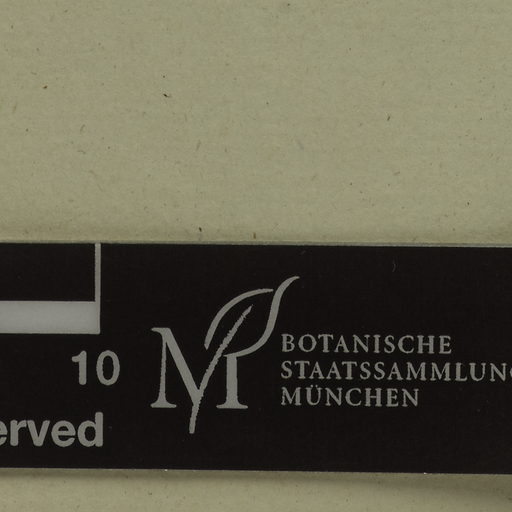 10
erved
M
BOTANISCHE
STAATSSAMMLUNG
MÜNCHEN